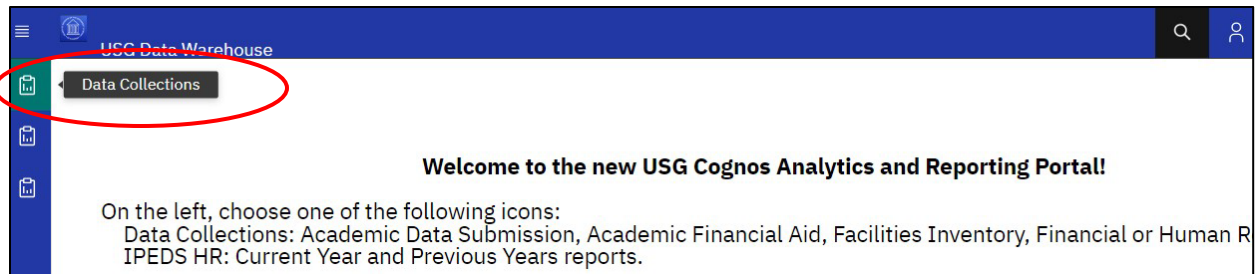 USG Data Warehouse
Data Collections
Welcome to the new USG Cognos Analytics and Reporting Portal!
On the left, choose one of the following icons:
Data Collections: Academic Data Submission, Academic Financial Aid, Facilities Inventory, Financial or Human R
IPEDS HR: Current Year and Previous Years reports.